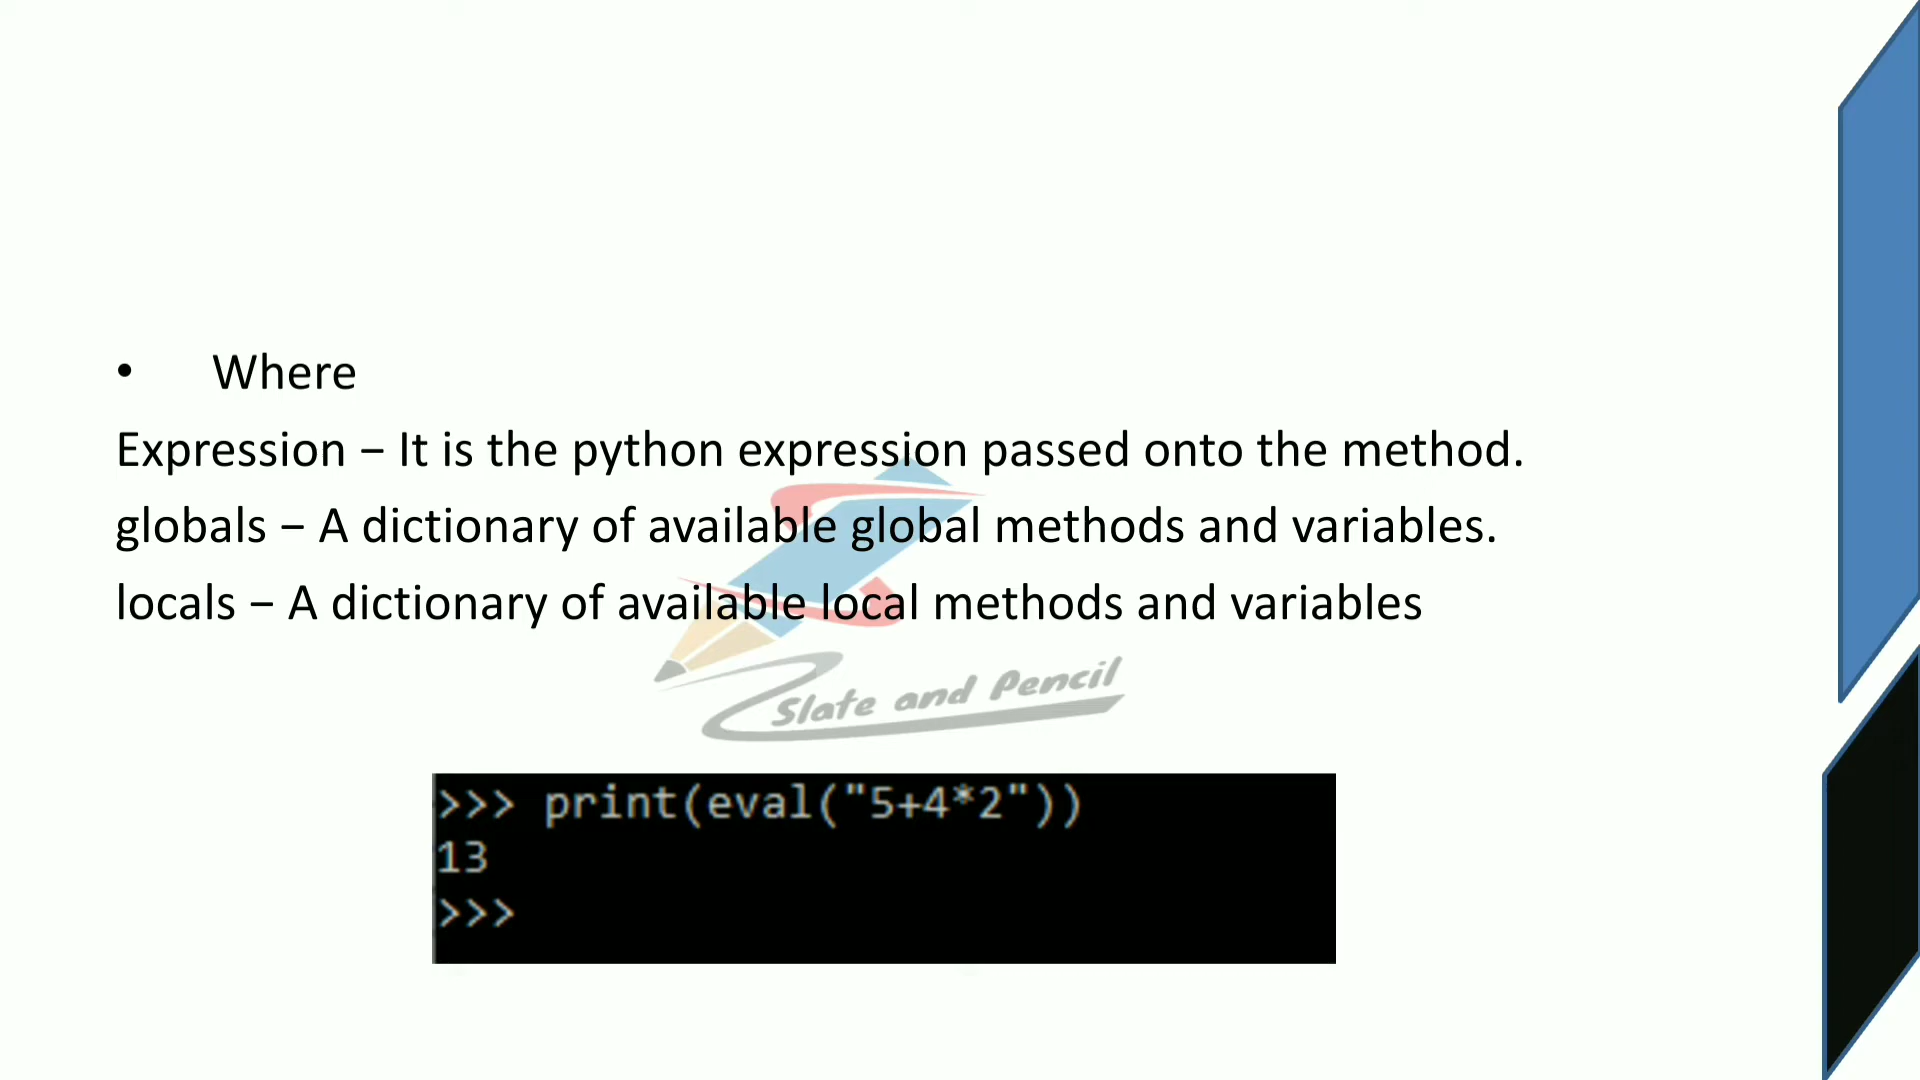 • Where
Expression – It is the python expression passed onto the method.
globals – A dictionary of available global methods and variables.
locals – A dictionary of available local methods and variables
Slate and Pencil
>>> print(eval("5+4*2"))
13
>>>